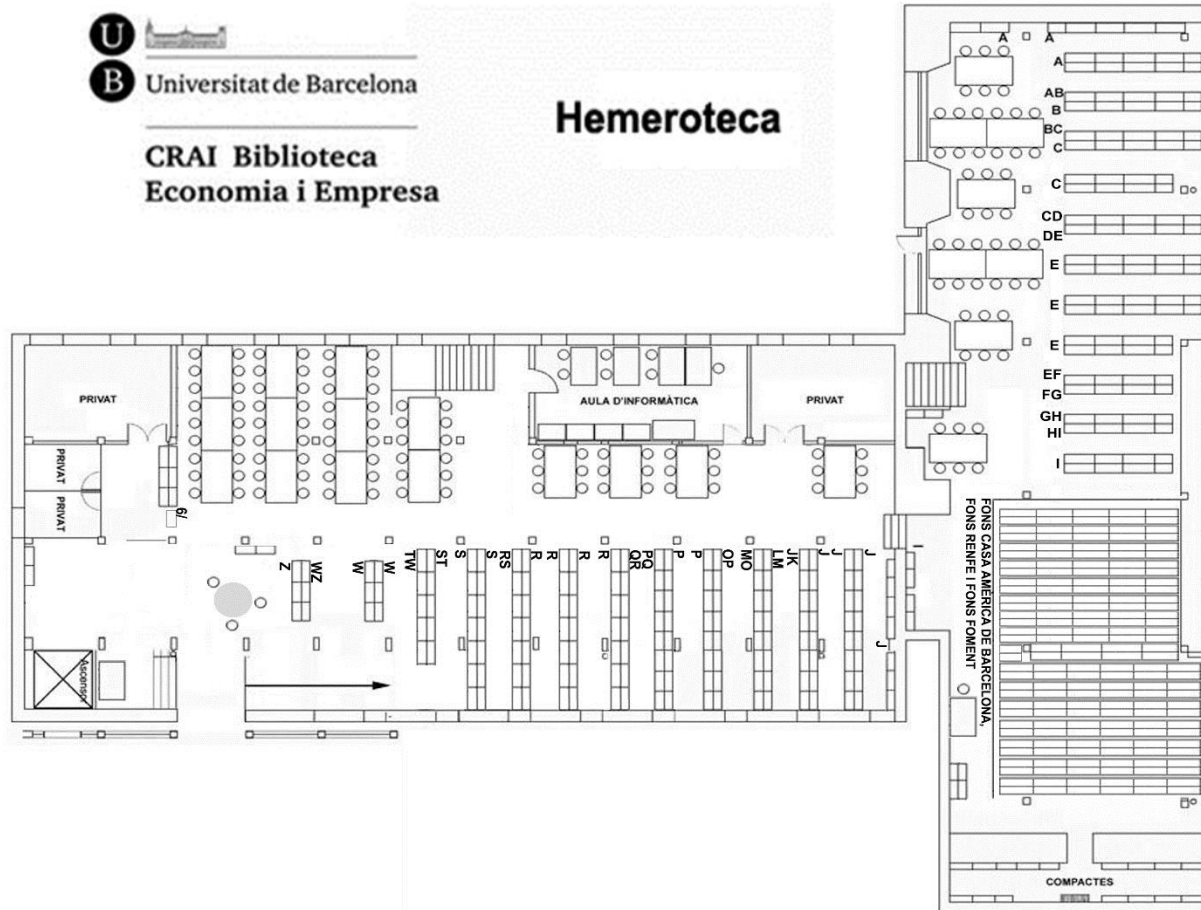 U
B
Universitat de Barcelona
CRAI Biblioteca
Economia i Empresa
Hemeroteca
A
A
A
AB
B
BC
C
C
CD
DE
E
E
E
EF
FG
GH
HI
I
PRIVAT
AULA D'INFORMÀTICA
PRIVAT
PRIVAT
PRIVAT
6/
Z
WZ
W
W
TW
ST
S
S
RS
R
R
R
R
QR
PQ
P
P
OP
MO
LM
JK
J
J
J
J
I
FONS CASA AMÈRICA DE BARCELONA,
FONS RENFE I FONS FOMENT
Ascensor
COMPACTES